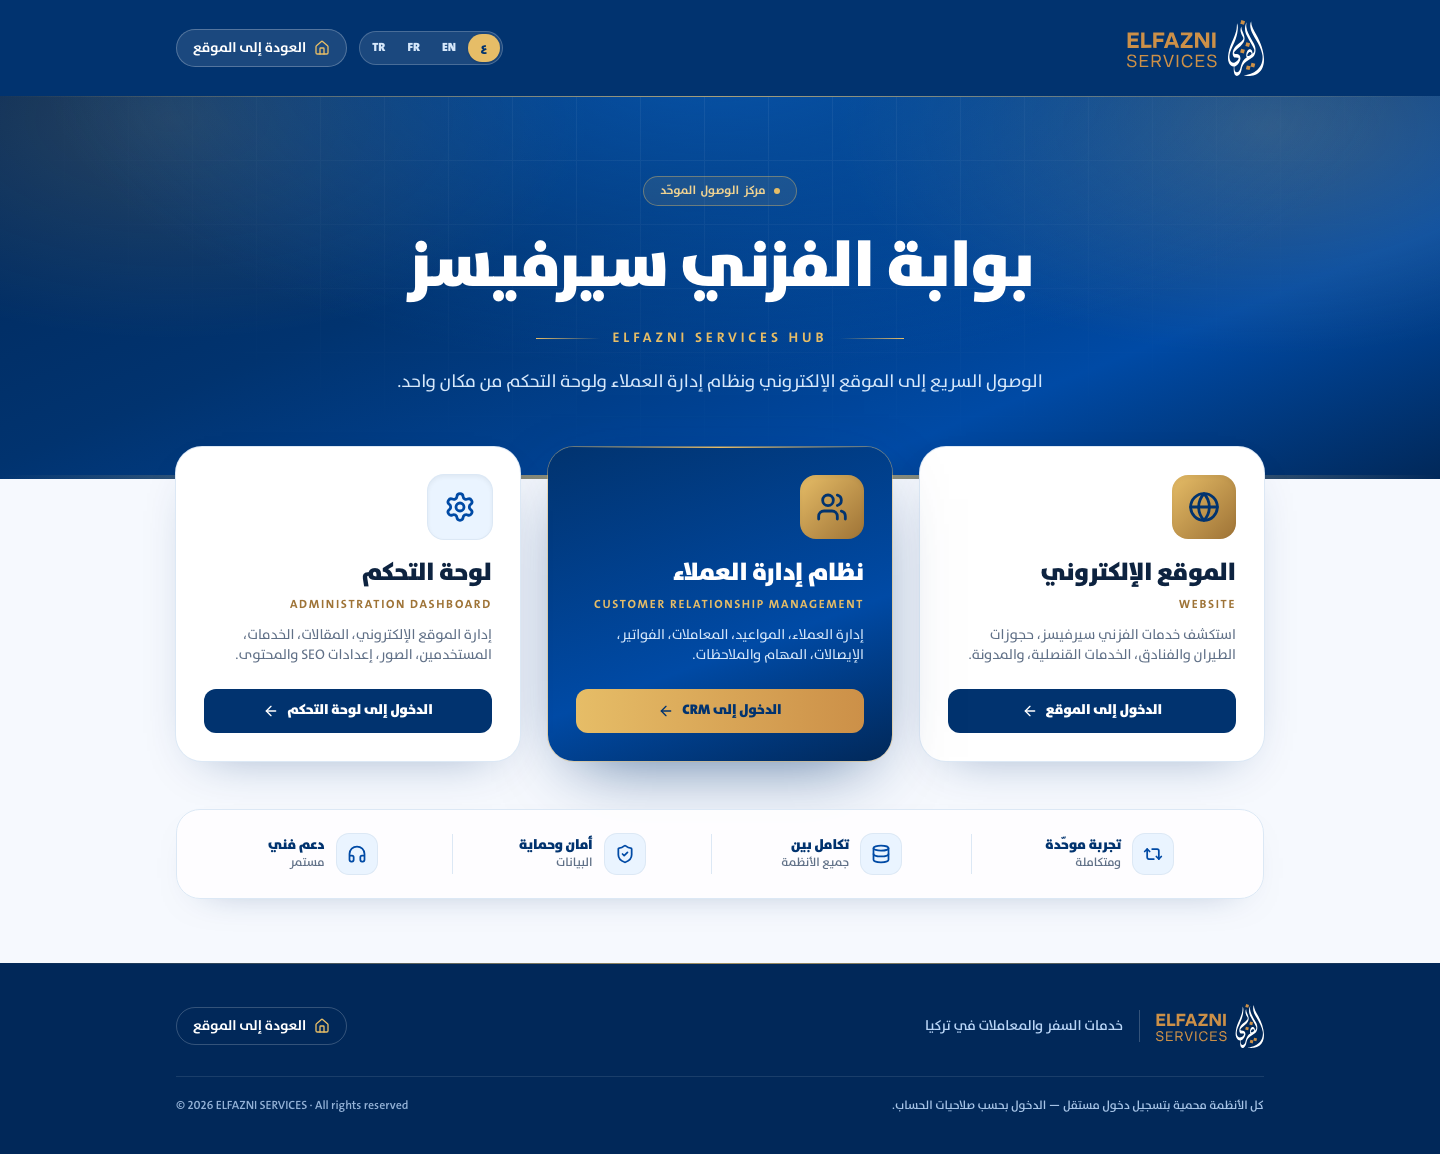 الفزني
ELFAZNI
SERVICES
ع
EN
FR
TR
العودة إلى الموقع
مركز الوصول الموحّد
بوابة الفزني سيرفيسز
ELFAZNI SERVICES HUB
الوصول السريع إلى الموقع الإلكتروني ونظام إدارة العملاء ولوحة التحكم من مكان واحد.
الموقع الإلكتروني
WEBSITE
استكشف خدمات الفزني سيرفيسز، حجوزات
الطيران والفنادق، الخدمات القنصلية، والمدونة.
الدخول إلى الموقع
نظام إدارة العملاء
CUSTOMER RELATIONSHIP MANAGEMENT
إدارة العملاء، المواعيد، المعاملات، الفواتير،
الإيصالات، المهام والملاحظات.
الدخول إلى CRM
لوحة التحكم
ADMINISTRATION DASHBOARD
إدارة الموقع الإلكتروني، المقالات، الخدمات،
المستخدمين، الصور، إعدادات SEO والمحتوى.
الدخول إلى لوحة التحكم
تجربة موحّدة
ومتكاملة
تكامل بين
جميع الأنظمة
أمان وحماية
البيانات
دعم فني
مستمر
الفزني
ELFAZNI
SERVICES
خدمات السفر والمعاملات في تركيا
العودة إلى الموقع
كل الأنظمة محمية بتسجيل دخول مستقل — الدخول بحسب صلاحيات الحساب.
© 2026 ELFAZNI SERVICES · All rights reserved